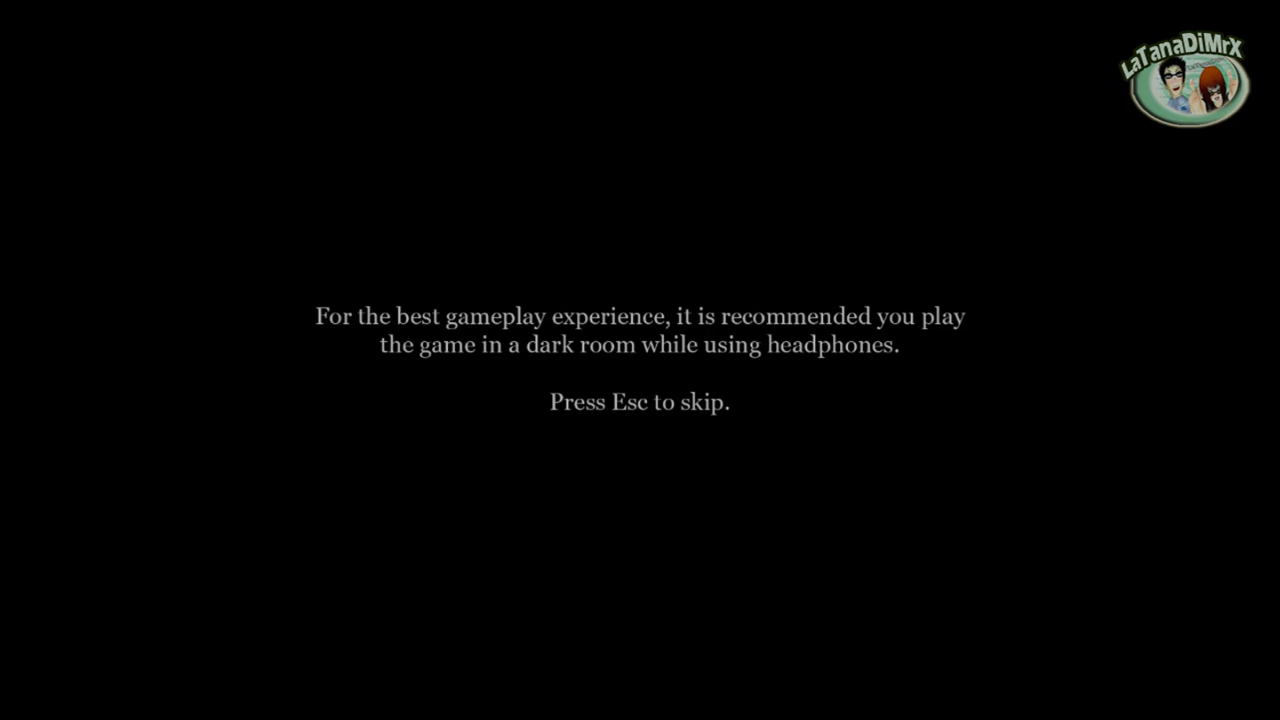 LaTanaDiMrX
For the best gameplay experience, it is recommended you play
the game in a dark room while using headphones.
Press Esc to skip.